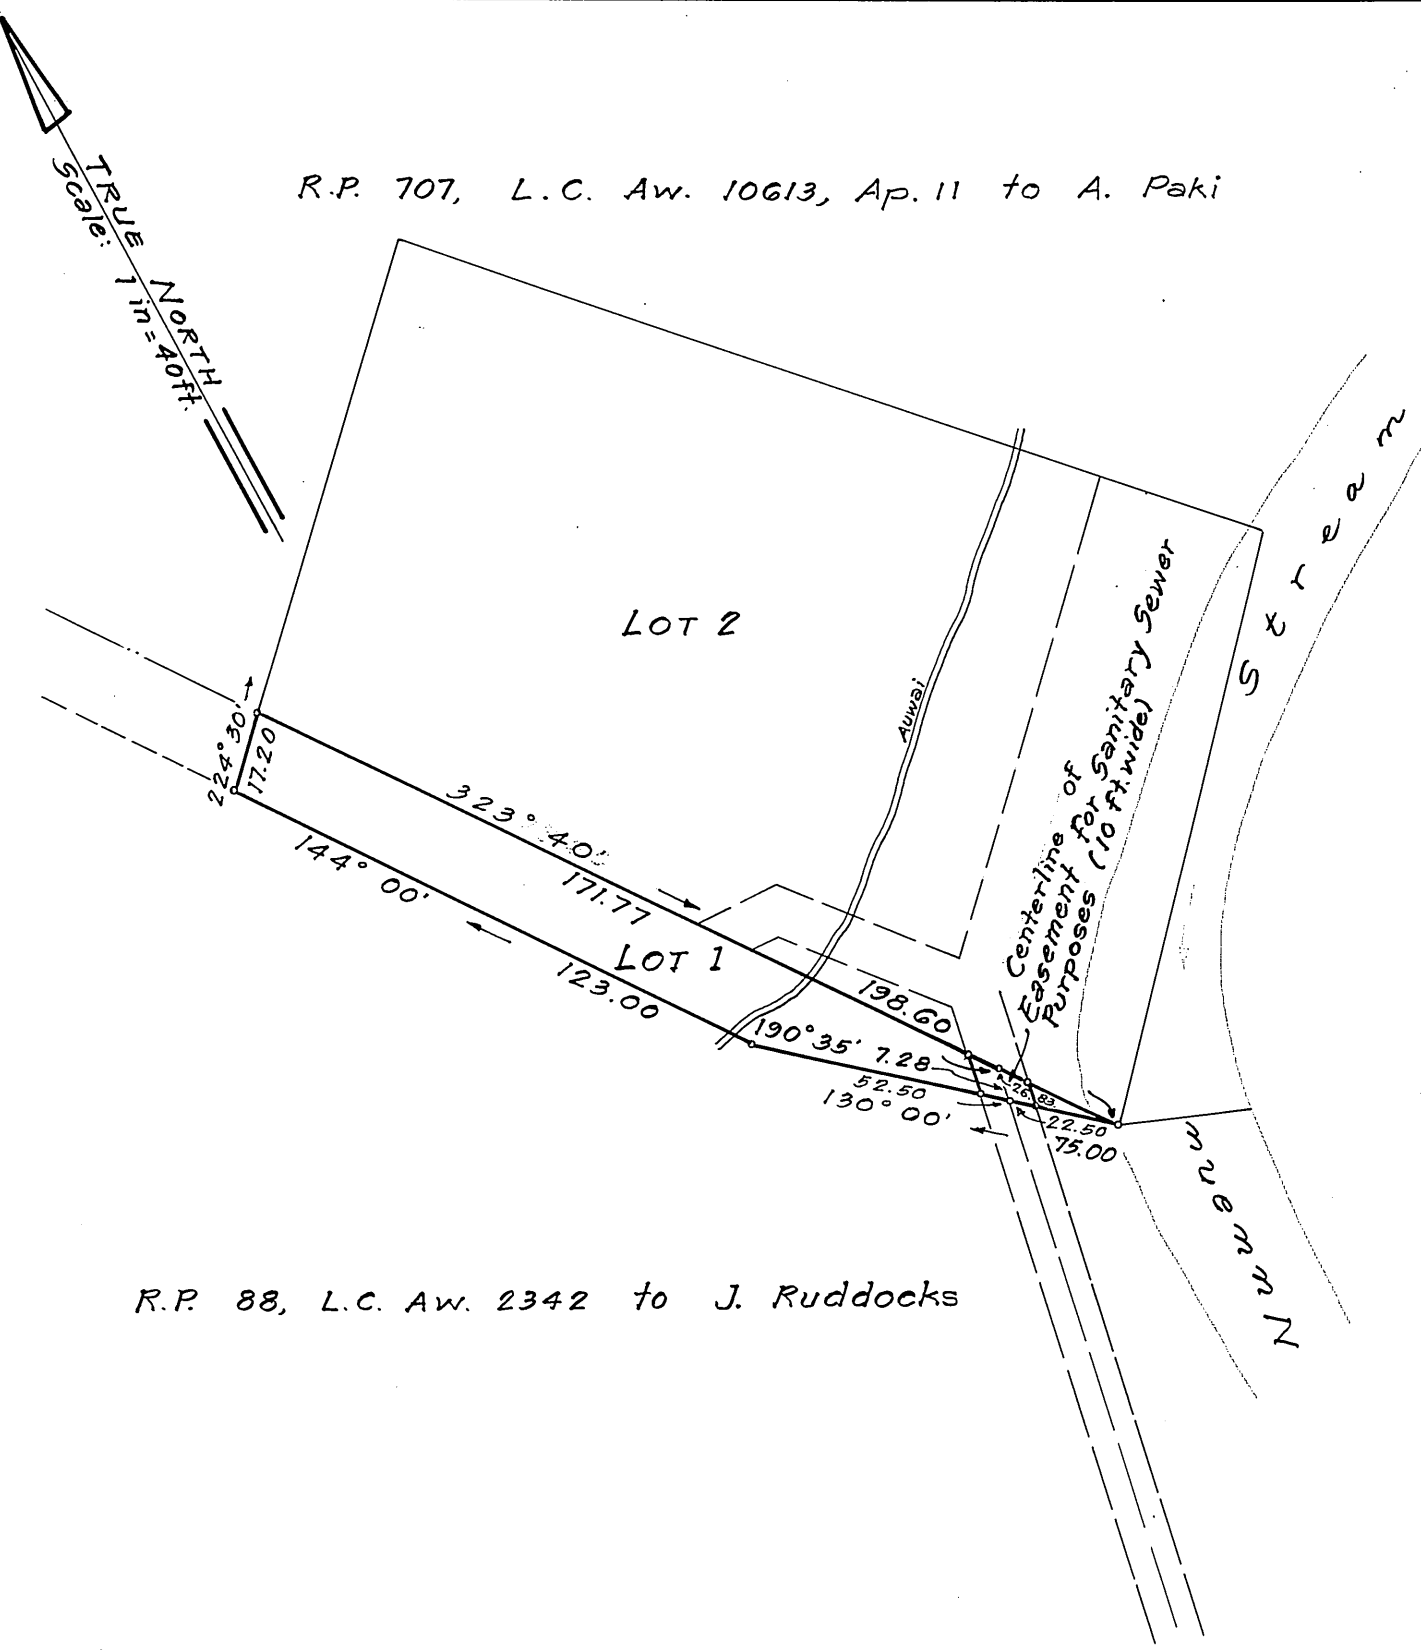 R.P. 707, L.C. Aw. 10613, Ap. 11 to A. Paki
TRUE NORTH
Scale: 1 in = 40 ft.
LOT 2
Auwai
Stream
Centerline of
Easement for Sanitary Sewer
Purposes (10 ft. wide)
224° 30'
17.20
323° 40'
171.77
144° 00'
LOT 1
123.00
198.60
190° 35' 7.28
26.83
52.50
130° 00'
22.50
75.00
Nuuanu
R.P. 88, L.C. Aw. 2342 to J. Ruddocks